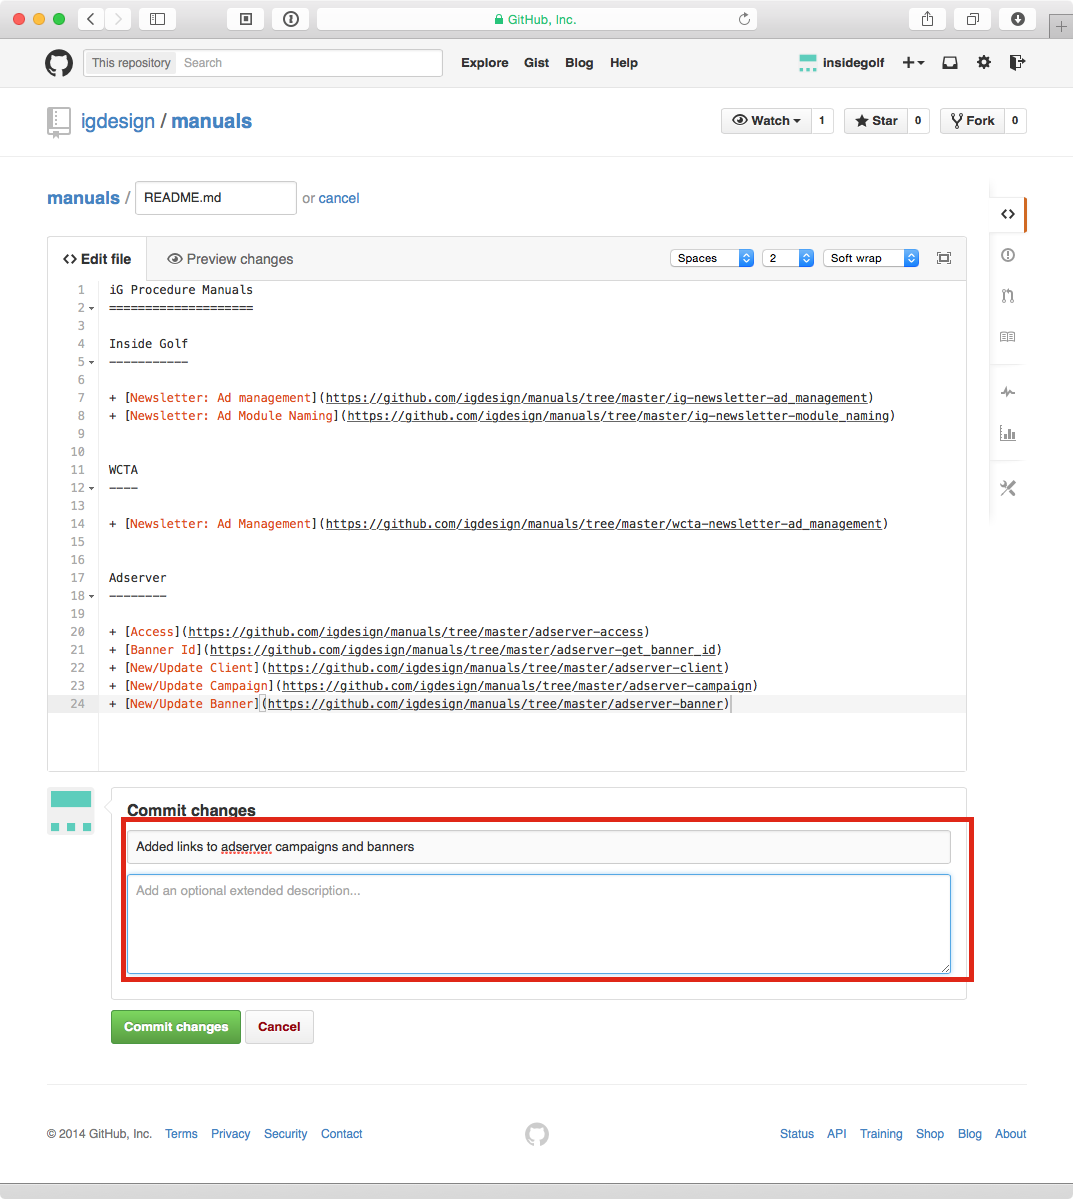 GitHub, Inc.
This repository Search Explore Gist Blog Help insidegolf
igdesign / manuals Watch 1 Star 0 Fork 0
manuals / README.md or cancel
Edit file Preview changes Spaces 2 Soft wrap
1 iG Procedure Manuals
2 ====================
3
4 Inside Golf
5 -----------
6
7 + [Newsletter: Ad management](https://github.com/igdesign/manuals/tree/master/ig-newsletter-ad_management)
8 + [Newsletter: Ad Module Naming](https://github.com/igdesign/manuals/tree/master/ig-newsletter-module_naming)
9
10
11 WCTA
12 ----
13
14 + [Newsletter: Ad Management](https://github.com/igdesign/manuals/tree/master/wcta-newsletter-ad_management)
15
16
17 Adserver
18 --------
19
20 + [Access](https://github.com/igdesign/manuals/tree/master/adserver-access)
21 + [Banner Id](https://github.com/igdesign/manuals/tree/master/adserver-get_banner_id)
22 + [New/Update Client](https://github.com/igdesign/manuals/tree/master/adserver-client)
23 + [New/Update Campaign](https://github.com/igdesign/manuals/tree/master/adserver-campaign)
24 + [New/Update Banner](https://github.com/igdesign/manuals/tree/master/adserver-banner)
Commit changes
Added links to adserver campaigns and banners
Add an optional extended description...
Commit changes Cancel
© 2014 GitHub, Inc. Terms Privacy Security Contact Status API Training Shop Blog About